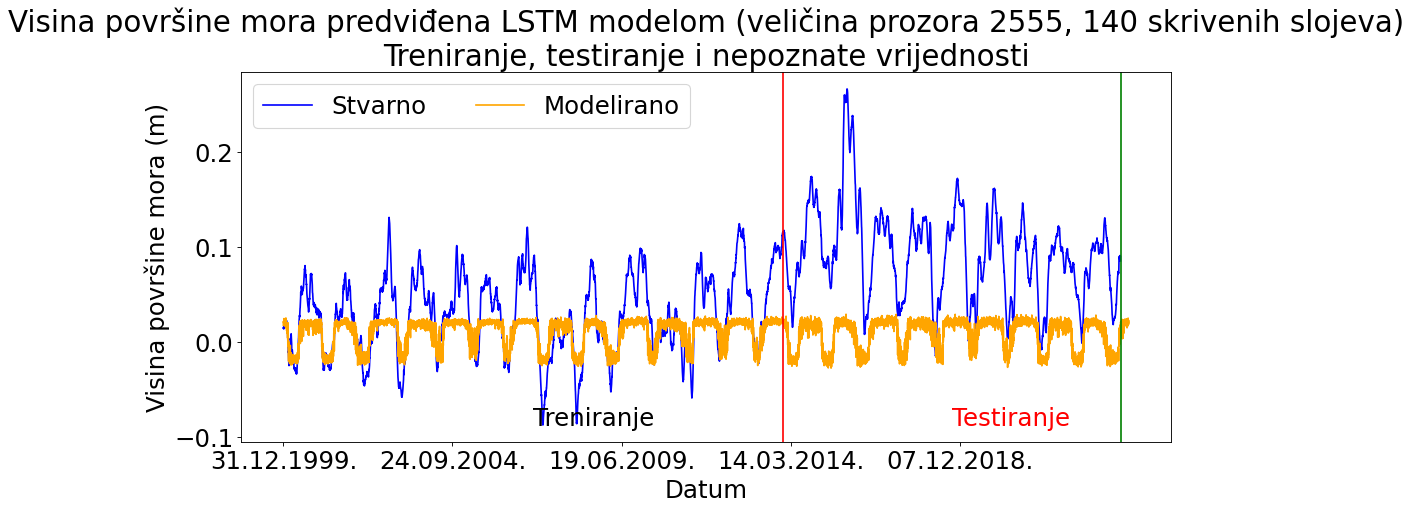 Visina površine mora predviđena LSTM modelom (veličina prozora 2555, 140 skrivenih slojeva)
Treniranje, testiranje i nepoznate vrijednosti
Stvarno Modelirano
Visina površine mora (m)
0.2
0.1
0.0
−0.1
Treniranje Testiranje
31.12.1999. 24.09.2004. 19.06.2009. 14.03.2014. 07.12.2018.
Datum